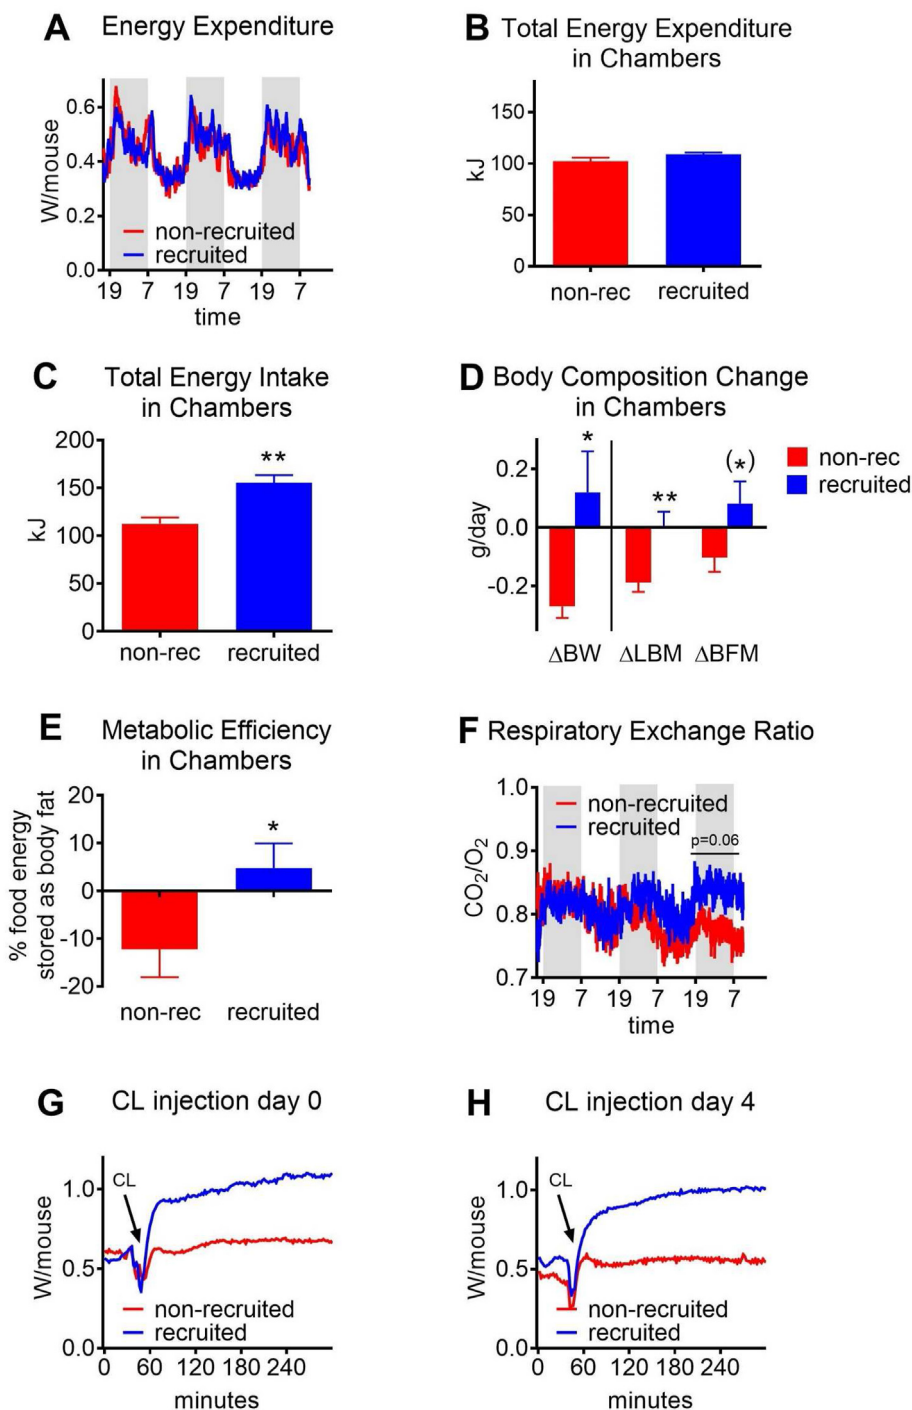 A Energy Expenditure
W/mouse
0.6
0.4
0.2
0.0
non-recruited
recruited
19 7 19 7 19 7
time
B Total Energy Expenditure
in Chambers
kJ
150
100
50
0
non-rec recruited
C Total Energy Intake
in Chambers
kJ
200
150
100
50
0
**
non-rec recruited
D Body Composition Change
in Chambers
g/day
0.2
0.0
-0.2
*
**
(*)
ΔBW ΔLBM ΔBFM
non-rec
recruited
E Metabolic Efficiency
in Chambers
% food energy
stored as body fat
20
10
0
-10
-20
*
non-rec recruited
F Respiratory Exchange Ratio
CO2/O2
1.0
0.9
0.8
0.7
non-recruited
recruited
p=0.06
19 7 19 7 19 7
time
G CL injection day 0
W/mouse
1.0
0.5
0.0
CL
non-recruited
recruited
0 60 120 180 240
minutes
H CL injection day 4
W/mouse
1.0
0.5
0.0
CL
non-recruited
recruited
0 60 120 180 240
minutes